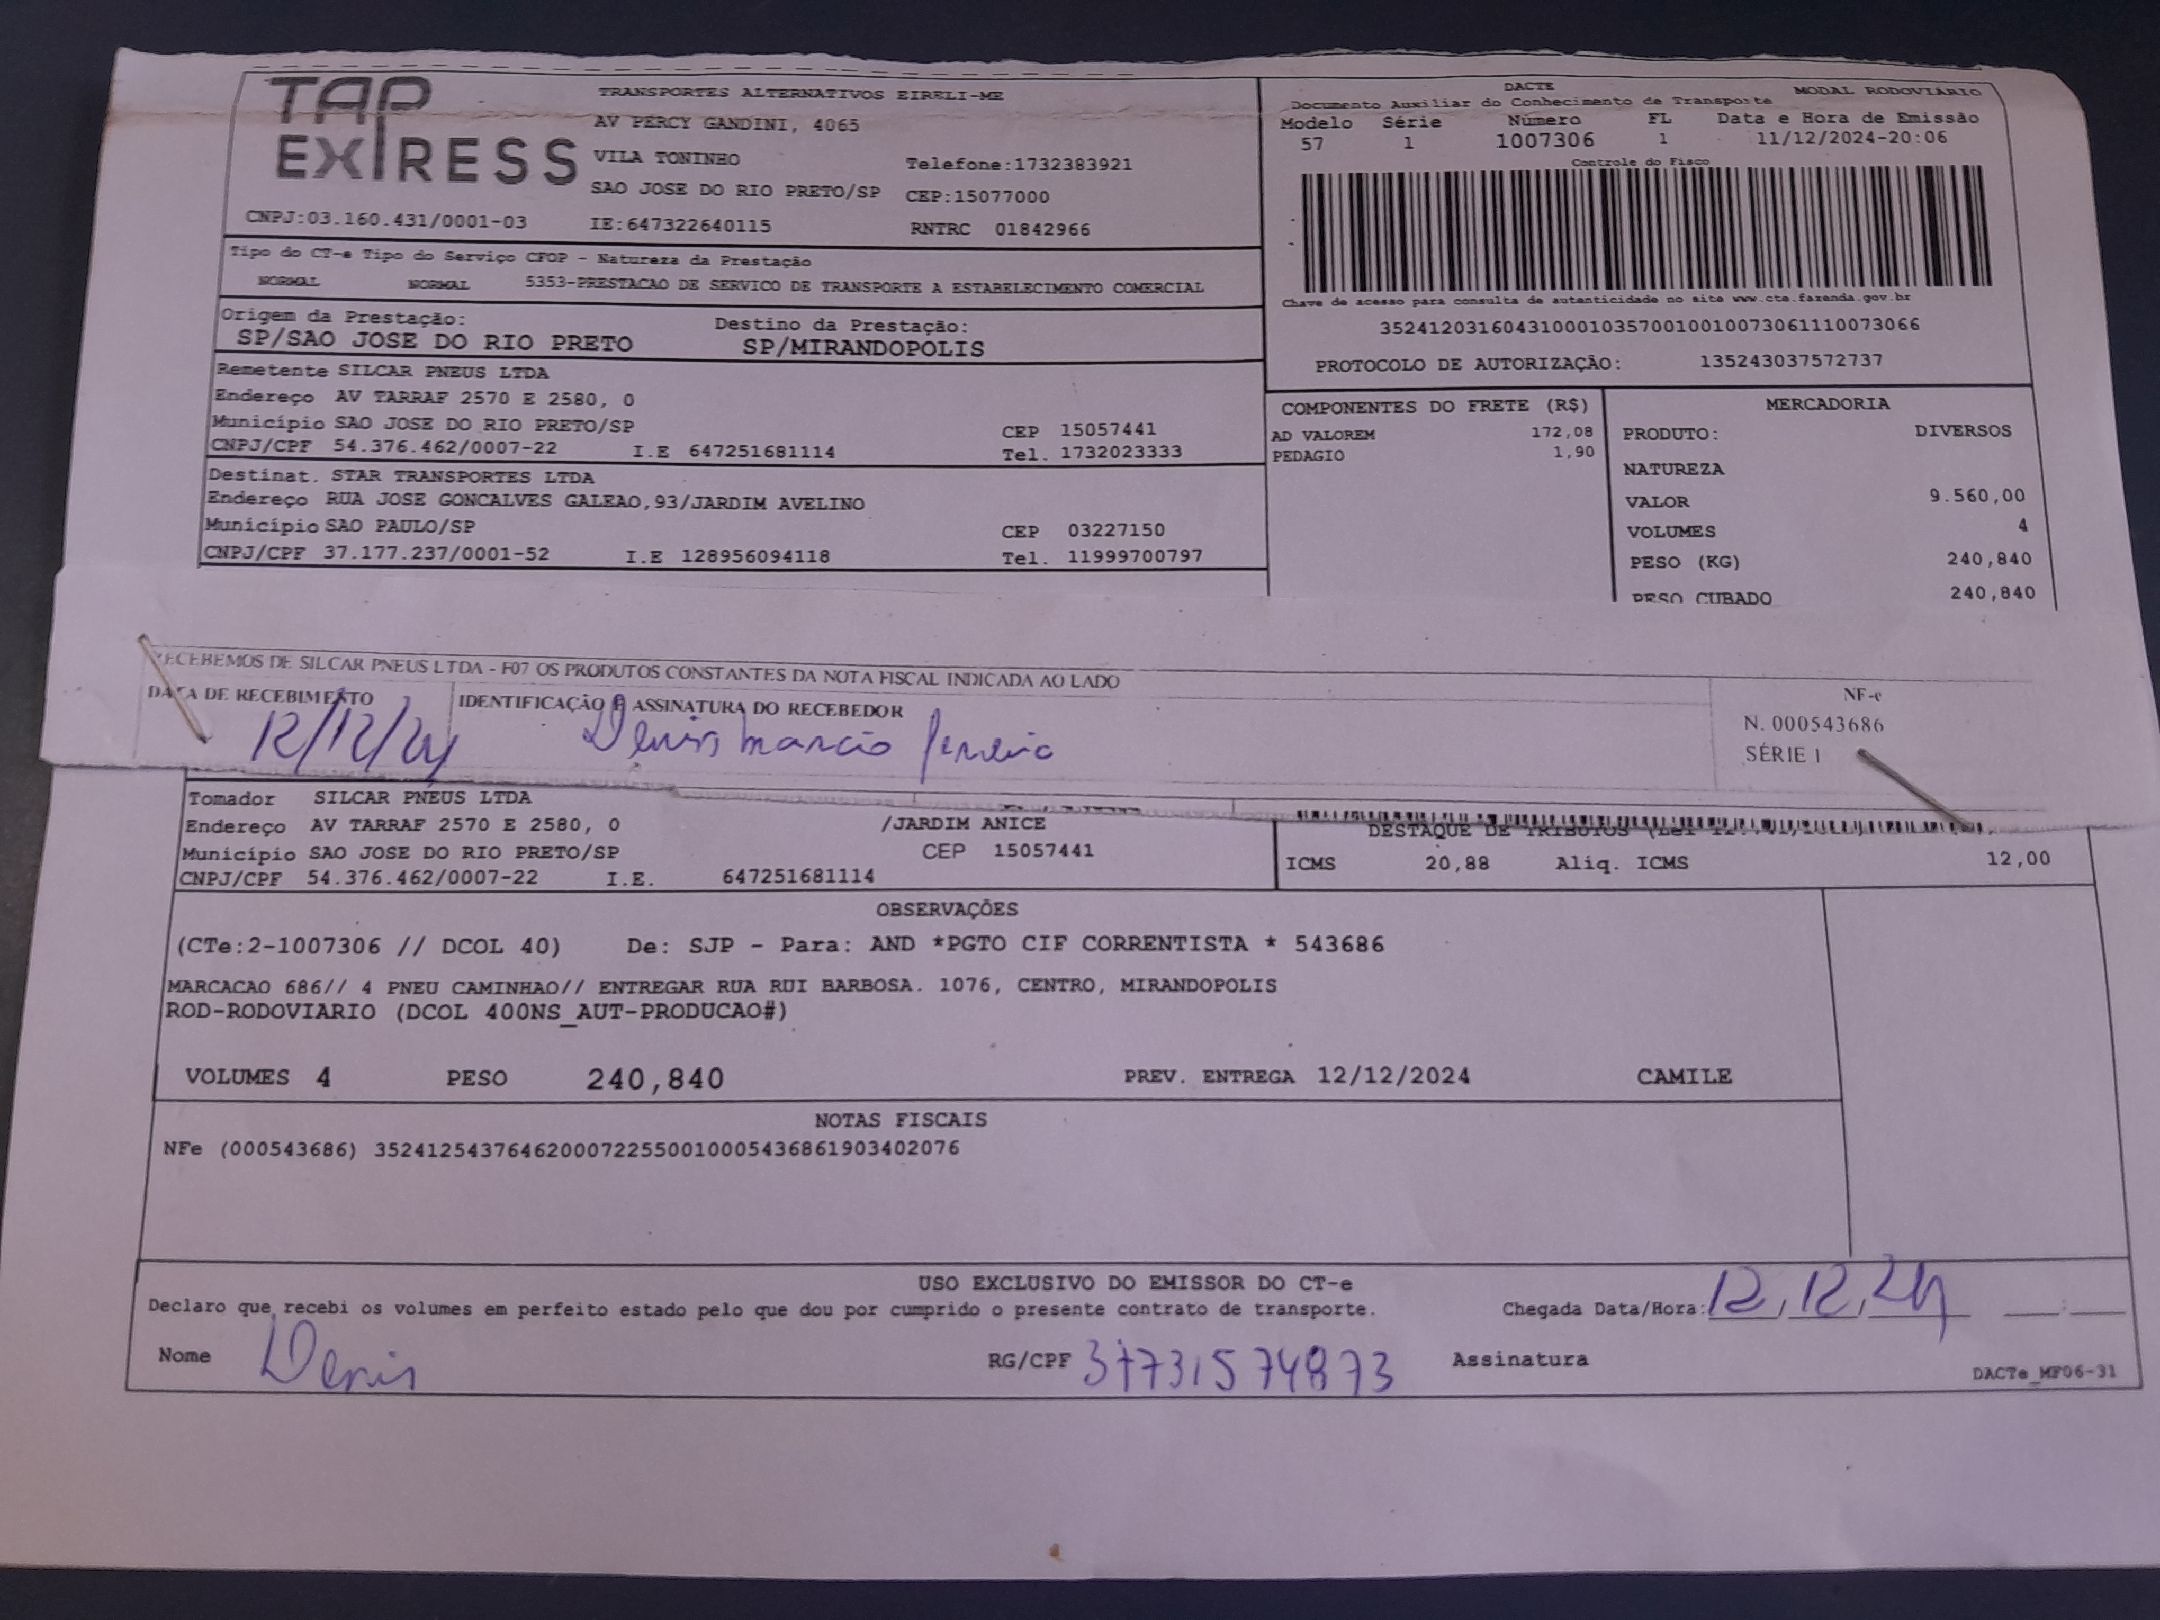 TAP EXPRESS
TRANSPORTES ALTERNATIVOS EIRELI-ME
AV PERCY GANDINI, 4065
VILA TONINHO Telefone:1732383921
SAO JOSE DO RIO PRETO/SP CEP:15077000
CNPJ:03.160.431/0001-03 IE:647322640115 RNTRC 01842966
DACTE MODAL RODOVIÁRIO
Documento Auxiliar do Conhecimento de Transporte
Modelo Série Número FL Data e Hora de Emissão
57 1 1007306 1 11/12/2024-20:06
Controle do Fisco
Chave de acesso para consulta de autenticidade no site www.cte.fazenda.gov.br
35241203160431000103570010010073061110073066
PROTOCOLO DE AUTORIZAÇÃO: 135243037572737
Tipo do CT-e Tipo do Serviço CFOP - Natureza da Prestação
NORMAL NORMAL 5353-PRESTACAO DE SERVICO DE TRANSPORTE A ESTABELECIMENTO COMERCIAL
Origem da Prestação: Destino da Prestação:
SP/SAO JOSE DO RIO PRETO SP/MIRANDOPOLIS
Remetente SILCAR PNEUS LTDA
Endereço AV TARRAF 2570 E 2580, 0
Município SAO JOSE DO RIO PRETO/SP CEP 15057441
CNPJ/CPF 54.376.462/0007-22 I.E 647251681114 Tel. 1732023333
Destinat. STAR TRANSPORTES LTDA
Endereço RUA JOSE GONCALVES GALEAO,93/JARDIM AVELINO
Município SAO PAULO/SP CEP 03227150
CNPJ/CPF 37.177.237/0001-52 I.E 128956094118 Tel. 11999700797
COMPONENTES DO FRETE (R$)
AD VALOREM 172,08
PEDAGIO 1,90
MERCADORIA
PRODUTO: DIVERSOS
NATUREZA
VALOR 9.560,00
VOLUMES 4
PESO (KG) 240,840
PESO CUBADO 240,840
RECEBEMOS DE SILCAR PNEUS LTDA - F07 OS PRODUTOS CONSTANTES DA NOTA FISCAL INDICADA AO LADO
DATA DE RECEBIMENTO IDENTIFICAÇÃO E ASSINATURA DO RECEBEDOR
12/12/24 Denis Marcio Pereira
NF-e
N. 000543686
SÉRIE 1
Tomador SILCAR PNEUS LTDA
Endereço AV TARRAF 2570 E 2580, 0 /JARDIM ANICE
Município SAO JOSE DO RIO PRETO/SP CEP 15057441
CNPJ/CPF 54.376.462/0007-22 I.E. 647251681114
DESTAQUE DE TRIBUTOS
ICMS 20,88 Aliq. ICMS 12,00
OBSERVAÇÕES
(CTe:2-1007306 // DCOL 40) De: SJP - Para: AND *PGTO CIF CORRENTISTA * 543686
MARCACAO 686// 4 PNEU CAMINHAO// ENTREGAR RUA RUI BARBOSA. 1076, CENTRO, MIRANDOPOLIS
ROD-RODOVIARIO (DCOL 400NS_AUT-PRODUCAO#)
VOLUMES 4 PESO 240,840 PREV. ENTREGA 12/12/2024 CAMILE
NOTAS FISCAIS
NFe (000543686) 35241254376462000722550010005436861903402076
USO EXCLUSIVO DO EMISSOR DO CT-e
Declaro que recebi os volumes em perfeito estado pelo que dou por cumprido o presente contrato de transporte. Chegada Data/Hora: 12/12/24 __:__
Nome Denis RG/CPF 37731574873 Assinatura
DACTe_MF06-31